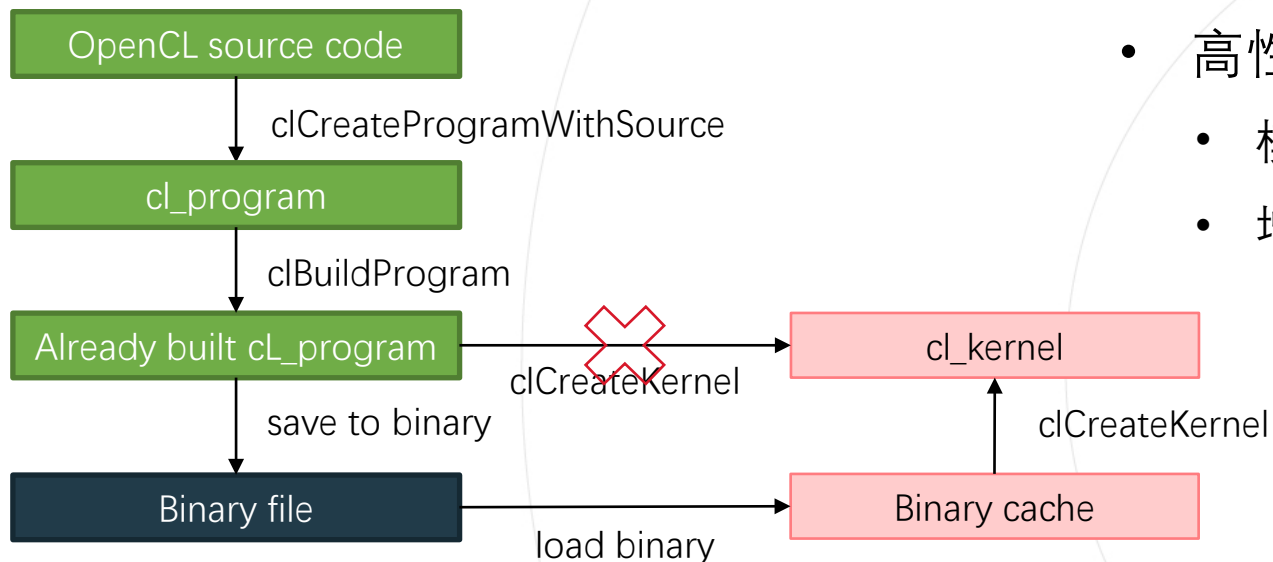 OpenCL source code
clCreateProgramWithSource
cl_program
clBuildProgram
Already built cL_program
clCreateKernel
cl_kernel
save to binary
clCreateKernel
Binary file
load binary
Binary cache
• 高性
•
•